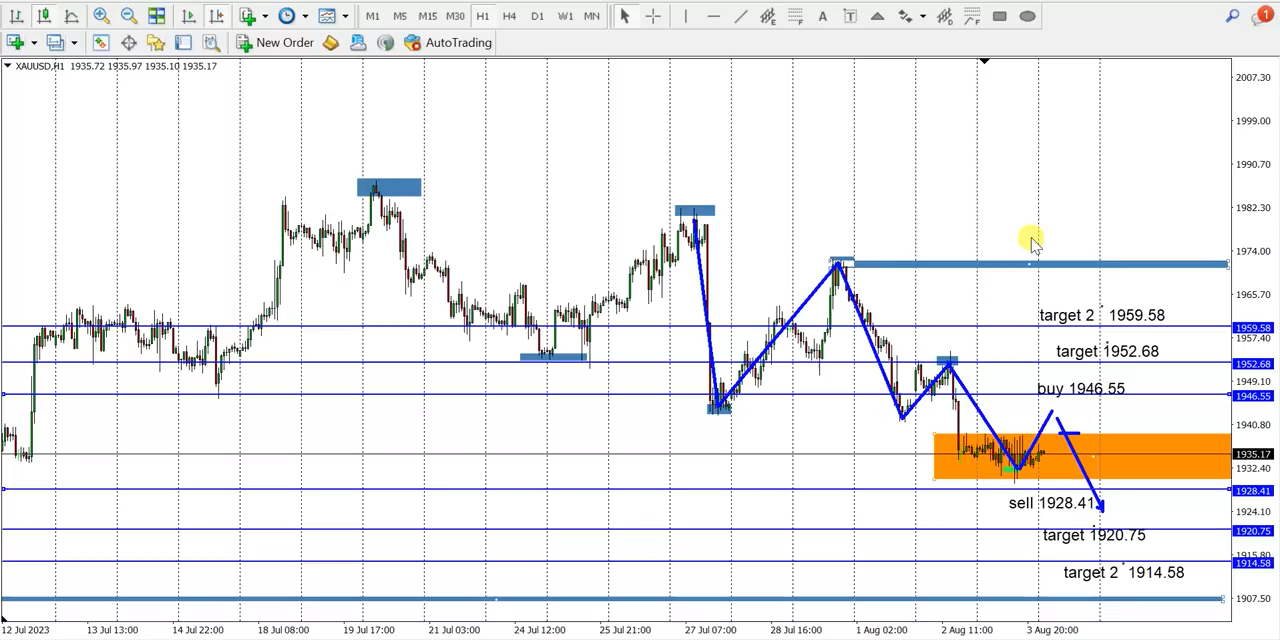 M1 M5 M15 M30 H1 H4 D1 W1 MN E F A T E F 1
New Order AutoTrading
XAUUSD,H1 1935.72 1935.97 1935.10 1935.17
2007.30
1999.00
1990.70
1982.30
1974.00
1965.70
target 2 1959.58
1959.58
1957.40
target 1952.68
1952.68
1949.10
buy 1946.55
1946.55
1940.80
1935.17
1932.40
1928.41
sell 1928.41
1924.10
1920.75
target 1920.75
1915.80
1914.58
target 2 1914.58
1907.50
12 Jul 2023 13 Jul 13:00 14 Jul 22:00 18 Jul 08:00 19 Jul 17:00 21 Jul 03:00 24 Jul 12:00 25 Jul 21:00 27 Jul 07:00 28 Jul 16:00 1 Aug 02:00 2 Aug 11:00 3 Aug 20:00